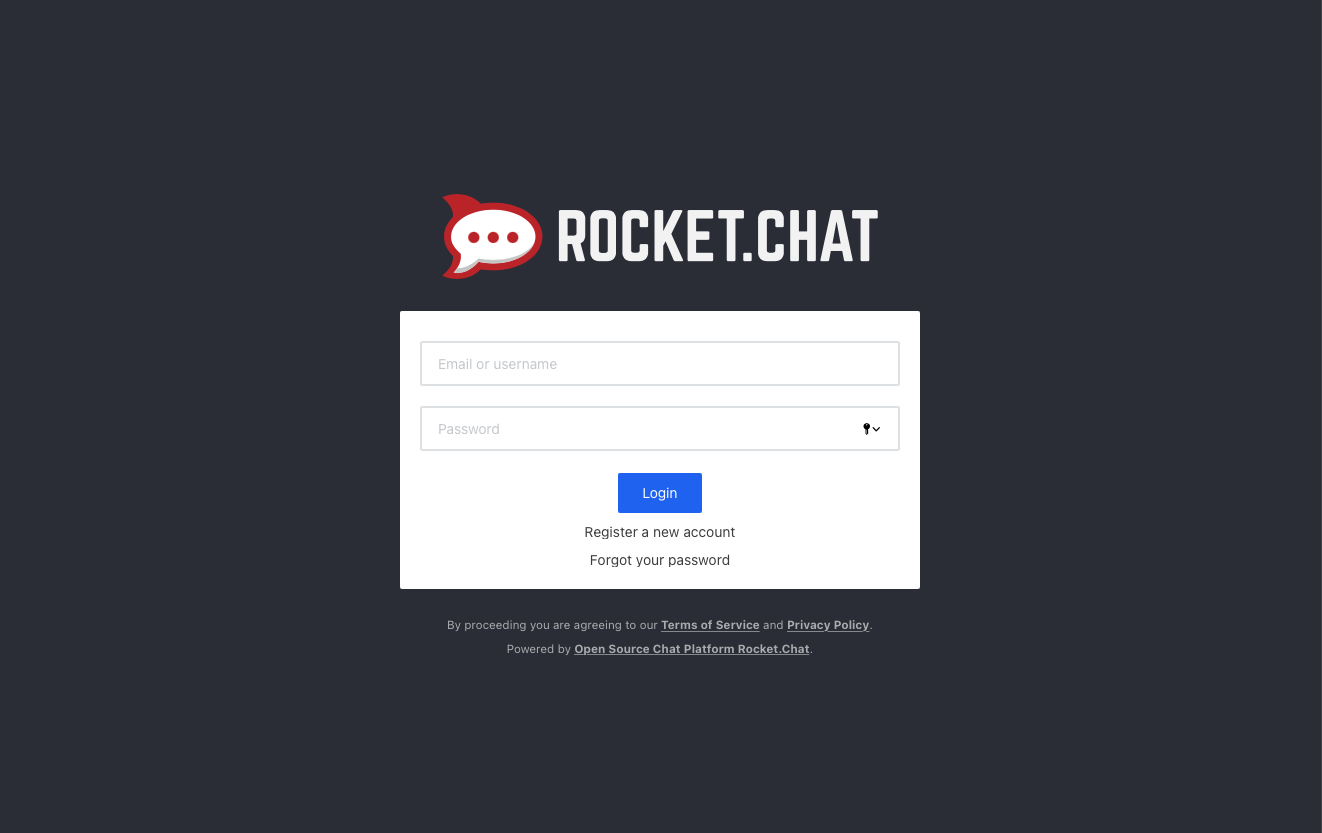 ROCKET.CHAT
Email or username
Password
Login
Register a new account
Forgot your password
By proceeding you are agreeing to our Terms of Service and Privacy Policy.
Powered by Open Source Chat Platform Rocket.Chat.